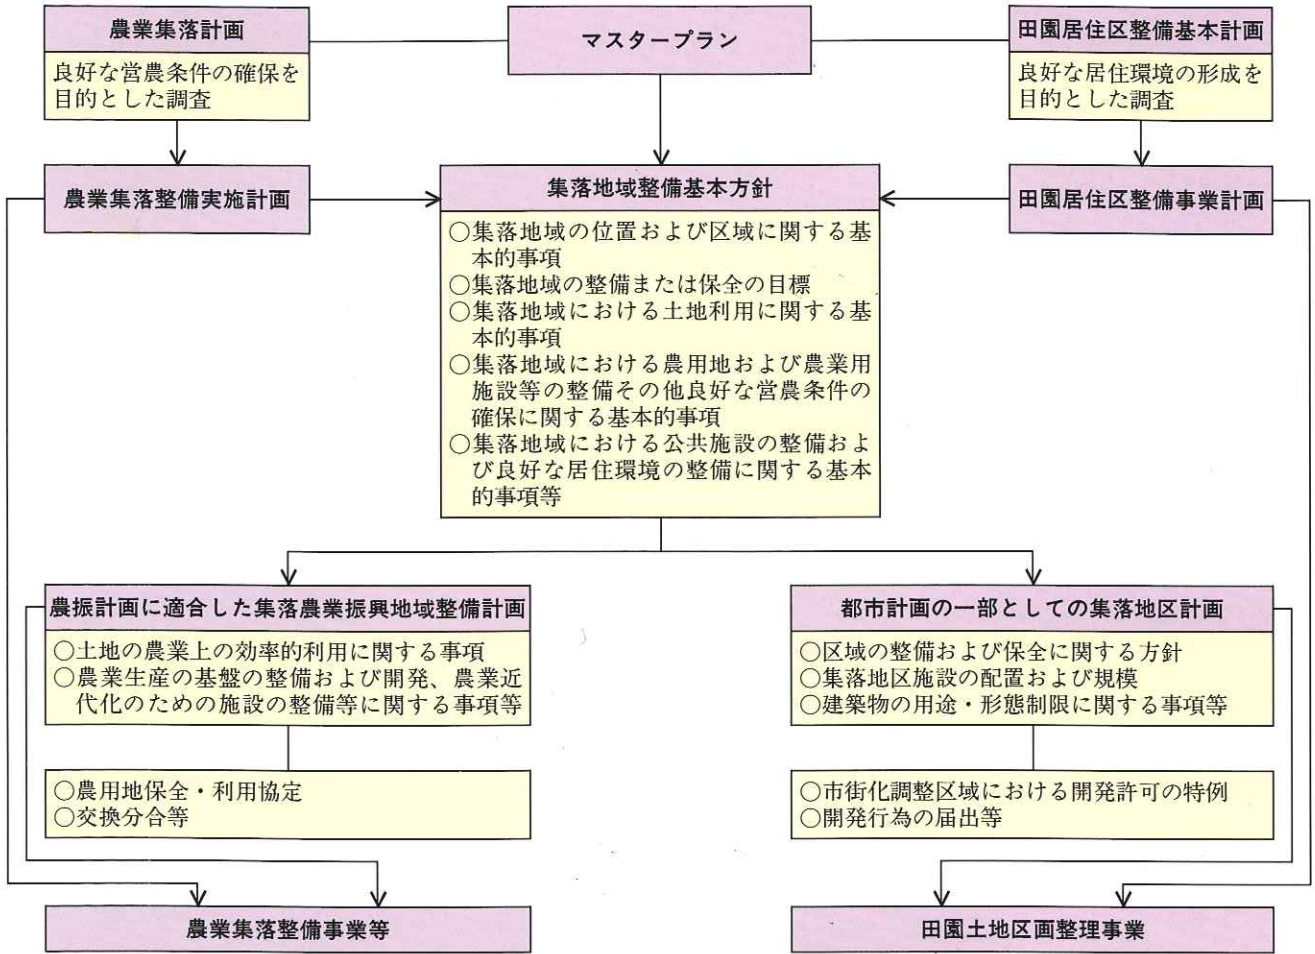 農業集落計画
良好な営農条件の確保を
目的とした調査
マスタープラン
田園居住区整備基本計画
良好な居住環境の形成を
目的とした調査
農業集落整備実施計画
集落地域整備基本方針
○集落地域の位置および区域に関する基
本的事項
○集落地域の整備または保全の目標
○集落地域における土地利用に関する基
本的事項
○集落地域における農用地および農業用
施設等の整備その他良好な営農条件の
確保に関する基本的事項
○集落地域における公共施設の整備およ
び良好な居住環境の整備に関する基本
的事項等
田園居住区整備事業計画
農振計画に適合した集落農業振興地域整備計画
○土地の農業上の効率的利用に関する事項
○農業生産の基盤の整備および開発、農業近
代化のための施設の整備等に関する事項等
○農用地保全・利用協定
○交換分合等
都市計画の一部としての集落地区計画
○区域の整備および保全に関する方針
○集落地区施設の配置および規模
○建築物の用途・形態制限に関する事項等
○市街化調整区域における開発許可の特例
○開発行為の届出等
農業集落整備事業等
田園土地区画整理事業